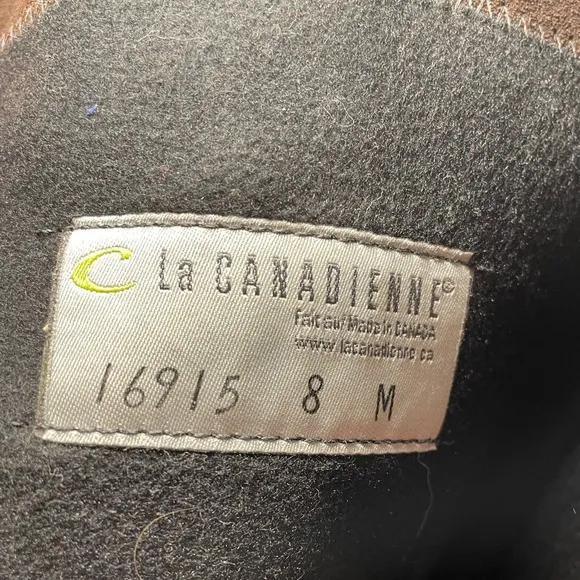 C La CANADIENNE®
Fait au/Made in CANADA
www.lacanadienne.ca
16915 8 M